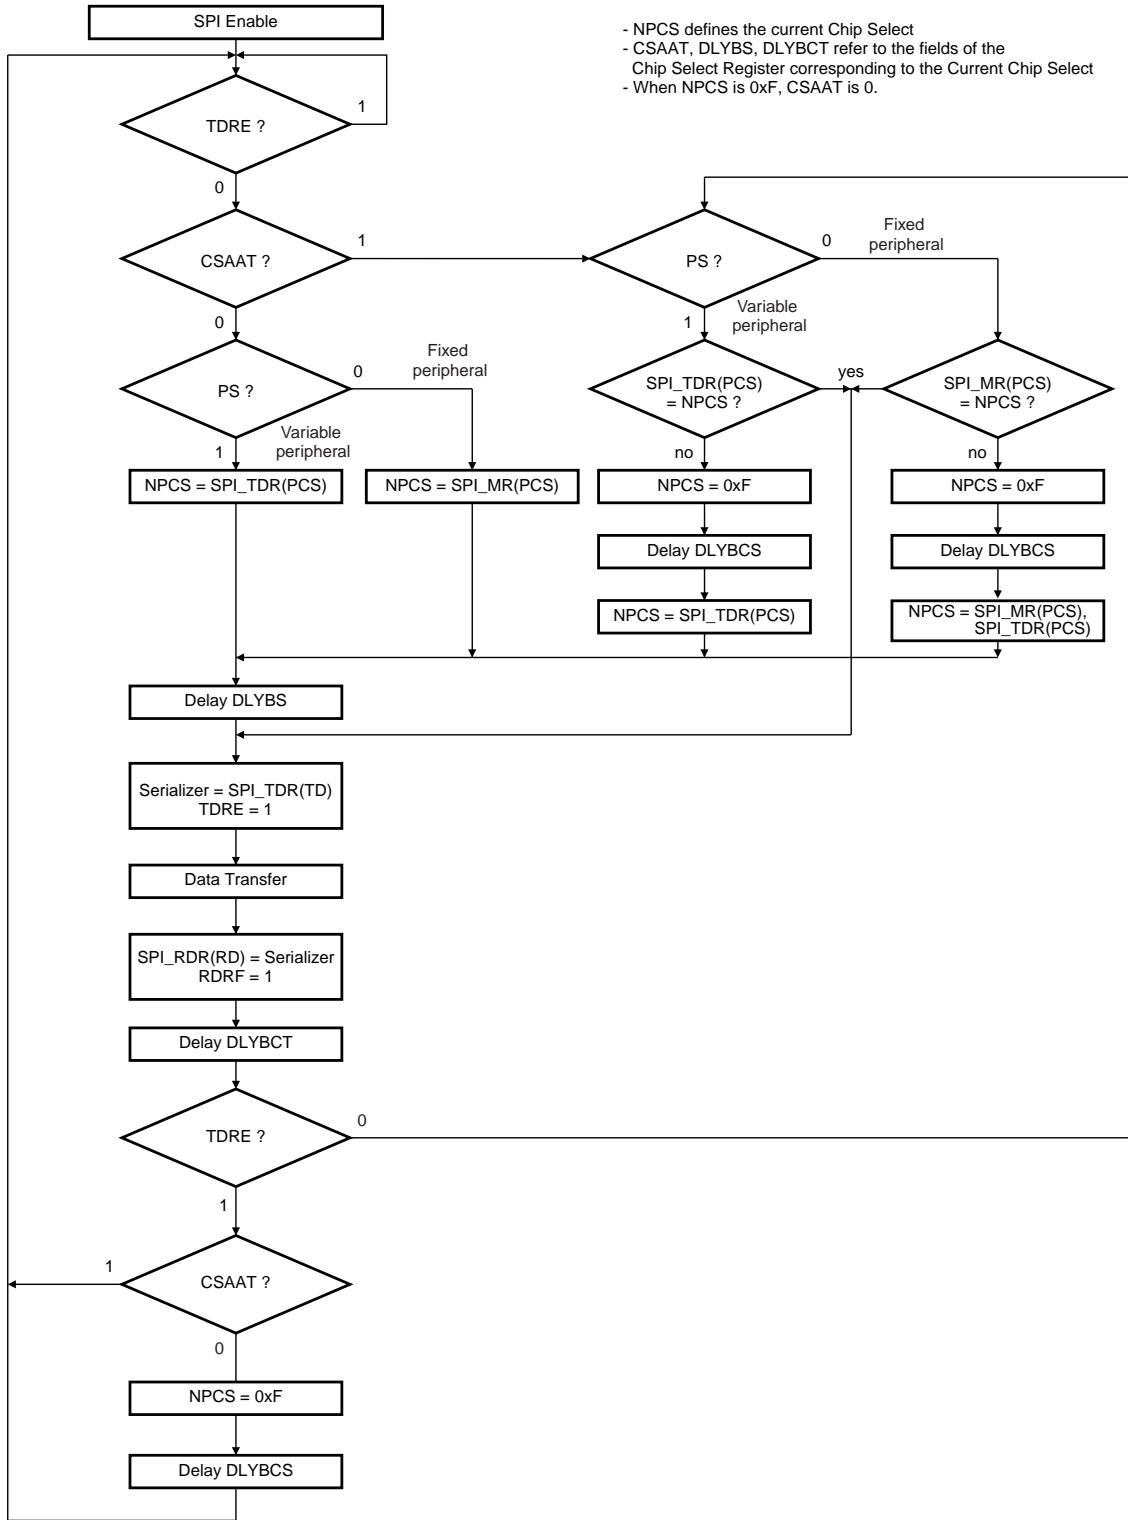 SPI Enable
- NPCS defines the current Chip Select
- CSAAT, DLYBS, DLYBCT refer to the fields of the
Chip Select Register corresponding to the Current Chip Select
- When NPCS is 0xF, CSAAT is 0.
TDRE ?
1
0
CSAAT ?
1
0
PS ?
0
Fixed
peripheral
1
Variable
peripheral
NPCS = SPI_TDR(PCS)
NPCS = SPI_MR(PCS)
PS ?
0
Fixed
peripheral
1
Variable
peripheral
SPI_TDR(PCS)
= NPCS ?
yes
SPI_MR(PCS)
= NPCS ?
no
no
NPCS = 0xF
NPCS = 0xF
Delay DLYBCS
Delay DLYBCS
NPCS = SPI_TDR(PCS)
NPCS = SPI_MR(PCS),
SPI_TDR(PCS)
Delay DLYBS
Serializer = SPI_TDR(TD)
TDRE = 1
Data Transfer
SPI_RDR(RD) = Serializer
RDRF = 1
Delay DLYBCT
TDRE ?
0
1
CSAAT ?
1
0
NPCS = 0xF
Delay DLYBCS